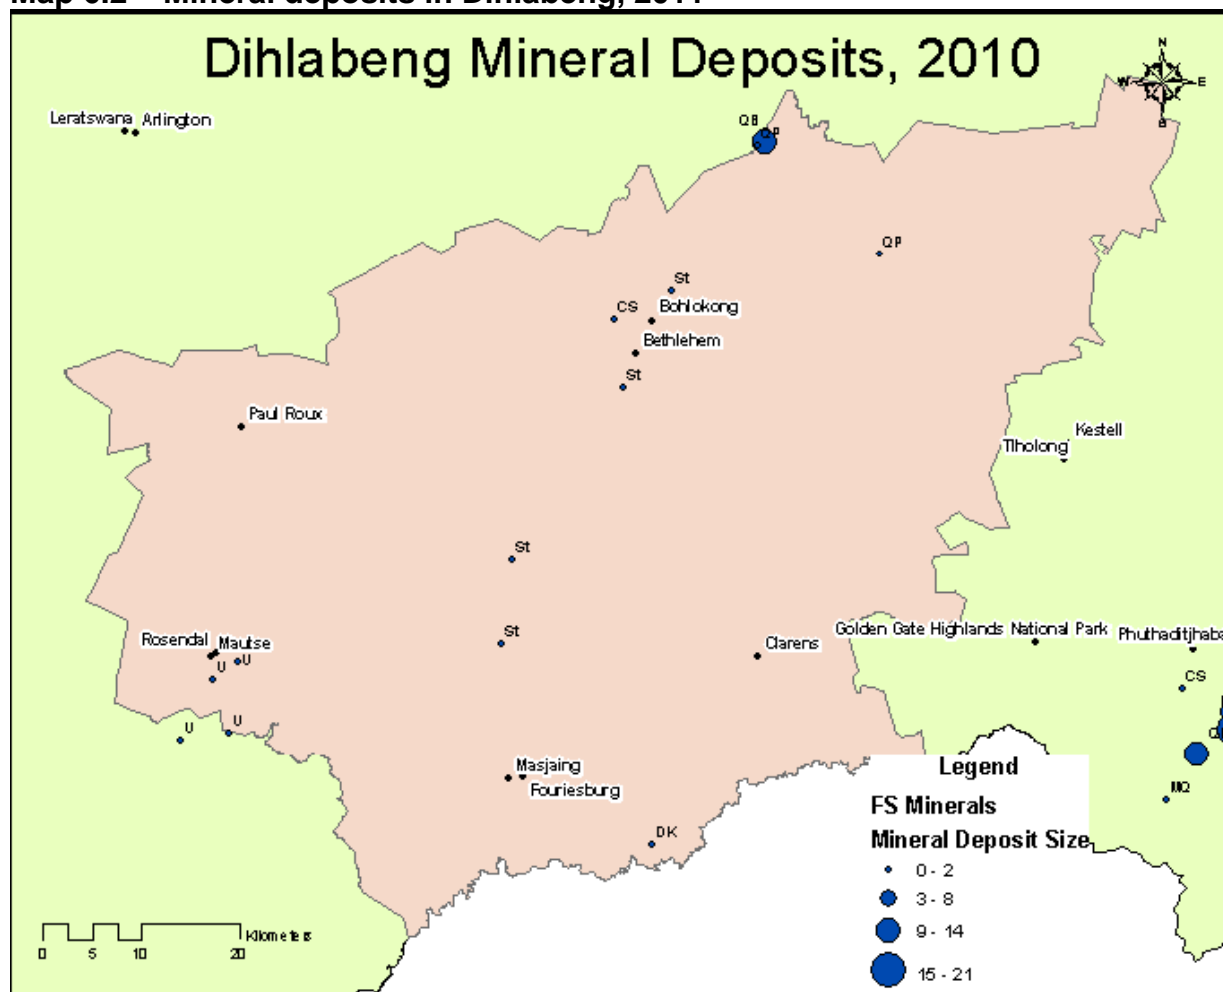 Dihlabeng Mineral Deposits, 2010
N
W
E
Leratswana
Arlington
QB
QP
St
CS
Bohlokong
Bethlehem
St
Paul Roux
Kestell
Tlholong
St
St
Rosendal
Mautse
U
U
U
U
Clarens
Golden Gate Highlands National Park
Phuthaditjhaba
CS
MQ
Masjaing
Fouriesburg
DK
Legend
FS Minerals
Mineral Deposit Size
0 - 2
3 - 8
9 - 14
15 - 21
Kilometers
0 5 10 20